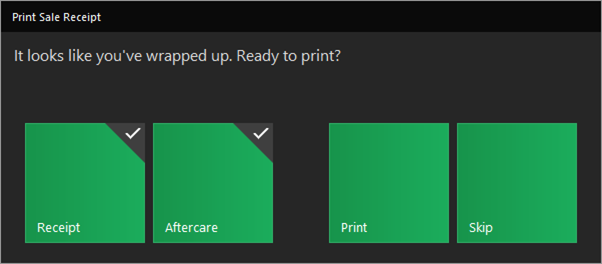 Print Sale Receipt
It looks like you've wrapped up. Ready to print?
Receipt
Aftercare
Print
Skip